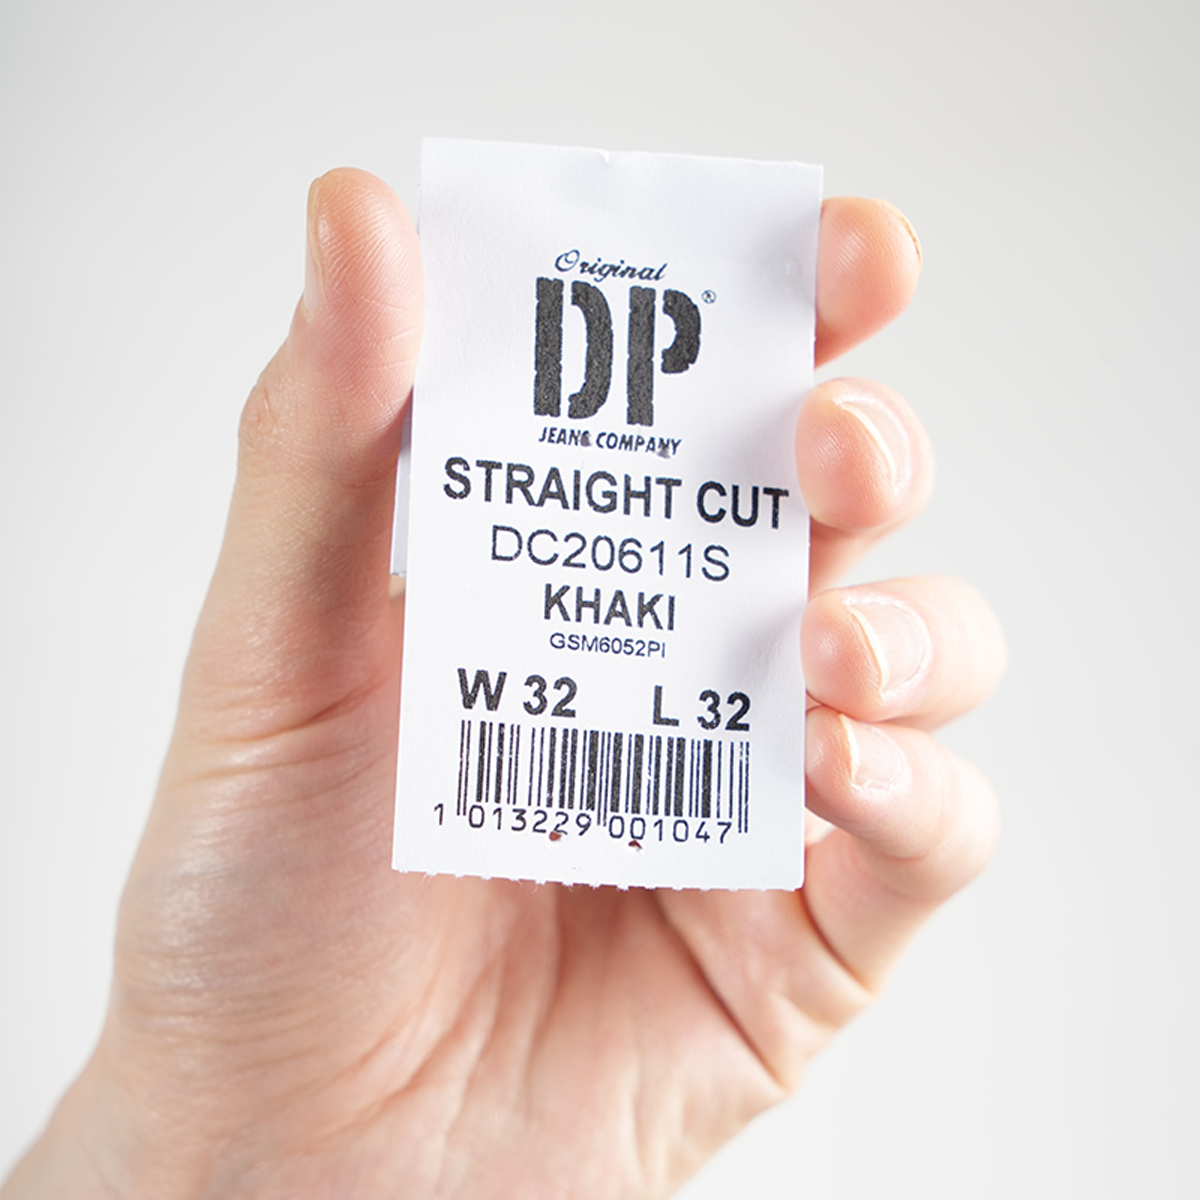 Original
DP®
JEANS COMPANY
STRAIGHT CUT
DC20611S
KHAKI
GSM6052PI
W 32 L 32
1 013229 001047